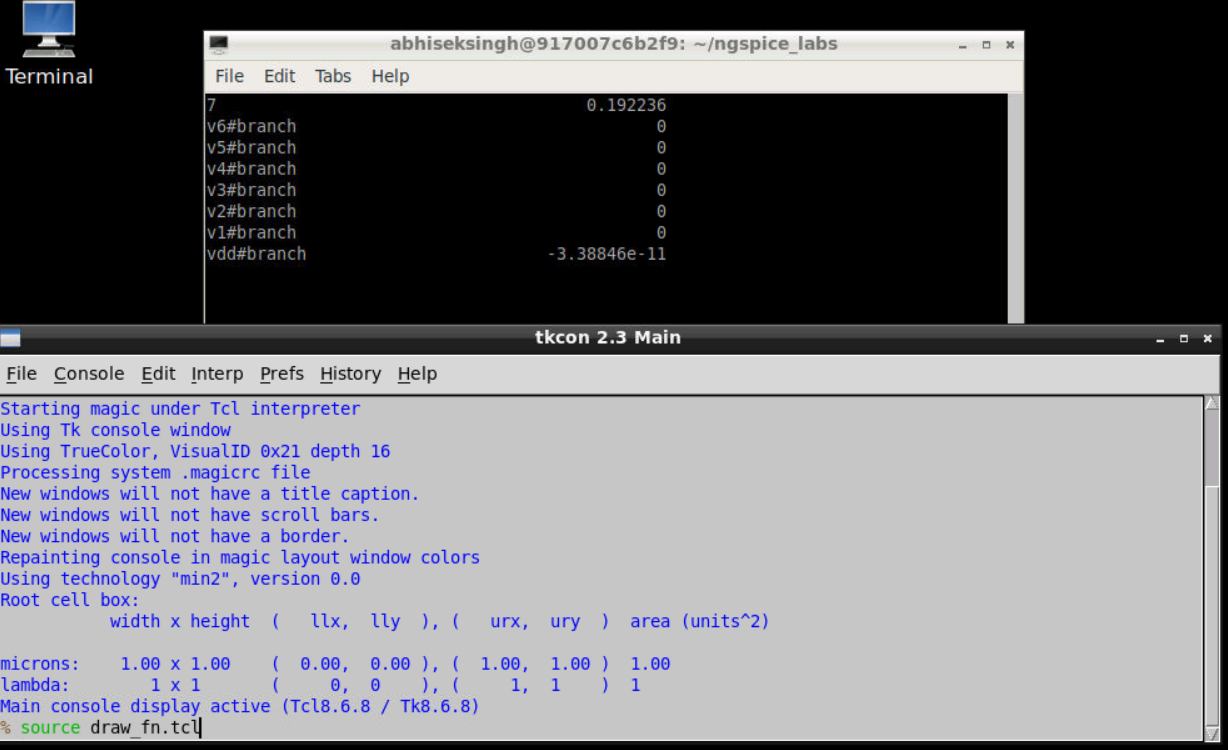 Terminal
abhiseksingh@917007c6b2f9: ~/ngspice_labs
File Edit Tabs Help
7 0.192236
v6#branch 0
v5#branch 0
v4#branch 0
v3#branch 0
v2#branch 0
v1#branch 0
vdd#branch -3.38846e-11
tkcon 2.3 Main
File Console Edit Interp Prefs History Help
Starting magic under Tcl interpreter
Using Tk console window
Using TrueColor, VisualID 0x21 depth 16
Processing system .magicrc file
New windows will not have a title caption.
New windows will not have scroll bars.
New windows will not have a border.
Repainting console in magic layout window colors
Using technology "min2", version 0.0
Root cell box:
width x height ( llx, lly ), ( urx, ury ) area (units^2)
microns: 1.00 x 1.00 ( 0.00, 0.00 ), ( 1.00, 1.00 ) 1.00
lambda: 1 x 1 ( 0, 0 ), ( 1, 1 ) 1
Main console display active (Tcl8.6.8 / Tk8.6.8)
% source draw_fn.tcl